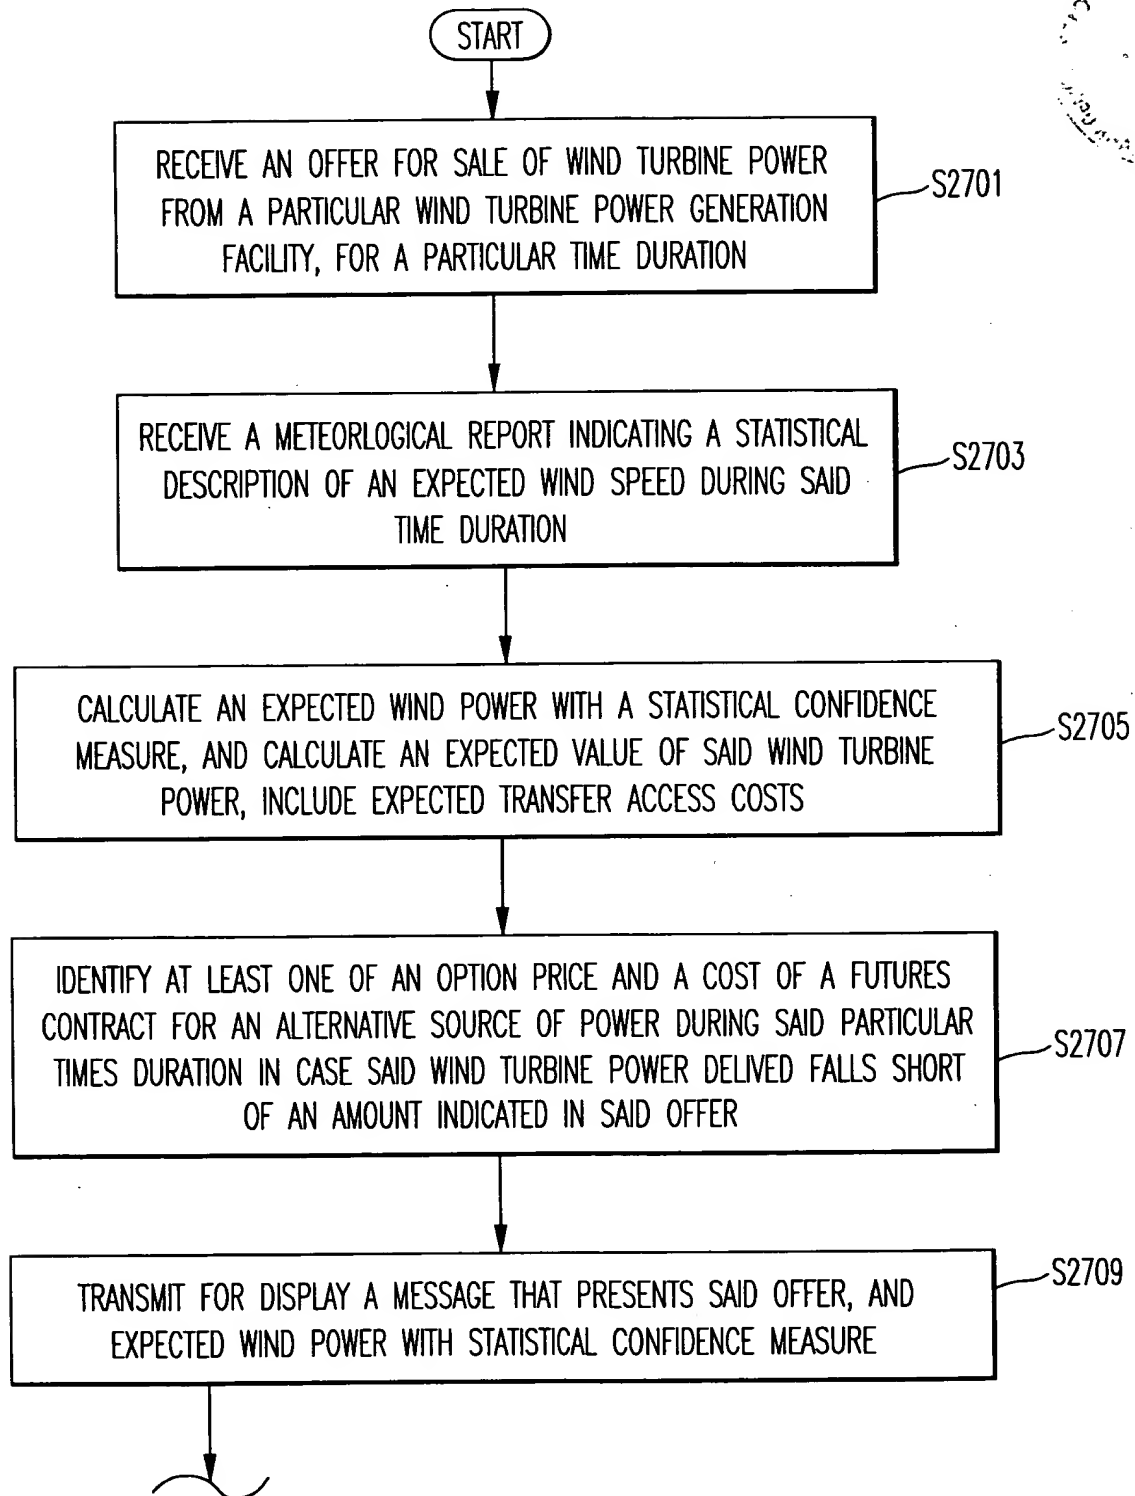 START
RECEIVE AN OFFER FOR SALE OF WIND TURBINE POWER
FROM A PARTICULAR WIND TURBINE POWER GENERATION
FACILITY, FOR A PARTICULAR TIME DURATION
S2701
RECEIVE A METEORLOGICAL REPORT INDICATING A STATISTICAL
DESCRIPTION OF AN EXPECTED WIND SPEED DURING SAID
TIME DURATION
S2703
CALCULATE AN EXPECTED WIND POWER WITH A STATISTICAL CONFIDENCE
MEASURE, AND CALCULATE AN EXPECTED VALUE OF SAID WIND TURBINE
POWER, INCLUDE EXPECTED TRANSFER ACCESS COSTS
S2705
IDENTIFY AT LEAST ONE OF AN OPTION PRICE AND A COST OF A FUTURES
CONTRACT FOR AN ALTERNATIVE SOURCE OF POWER DURING SAID PARTICULAR
TIMES DURATION IN CASE SAID WIND TURBINE POWER DELIVED FALLS SHORT
OF AN AMOUNT INDICATED IN SAID OFFER
S2707
TRANSMIT FOR DISPLAY A MESSAGE THAT PRESENTS SAID OFFER, AND
EXPECTED WIND POWER WITH STATISTICAL CONFIDENCE MEASURE
S2709